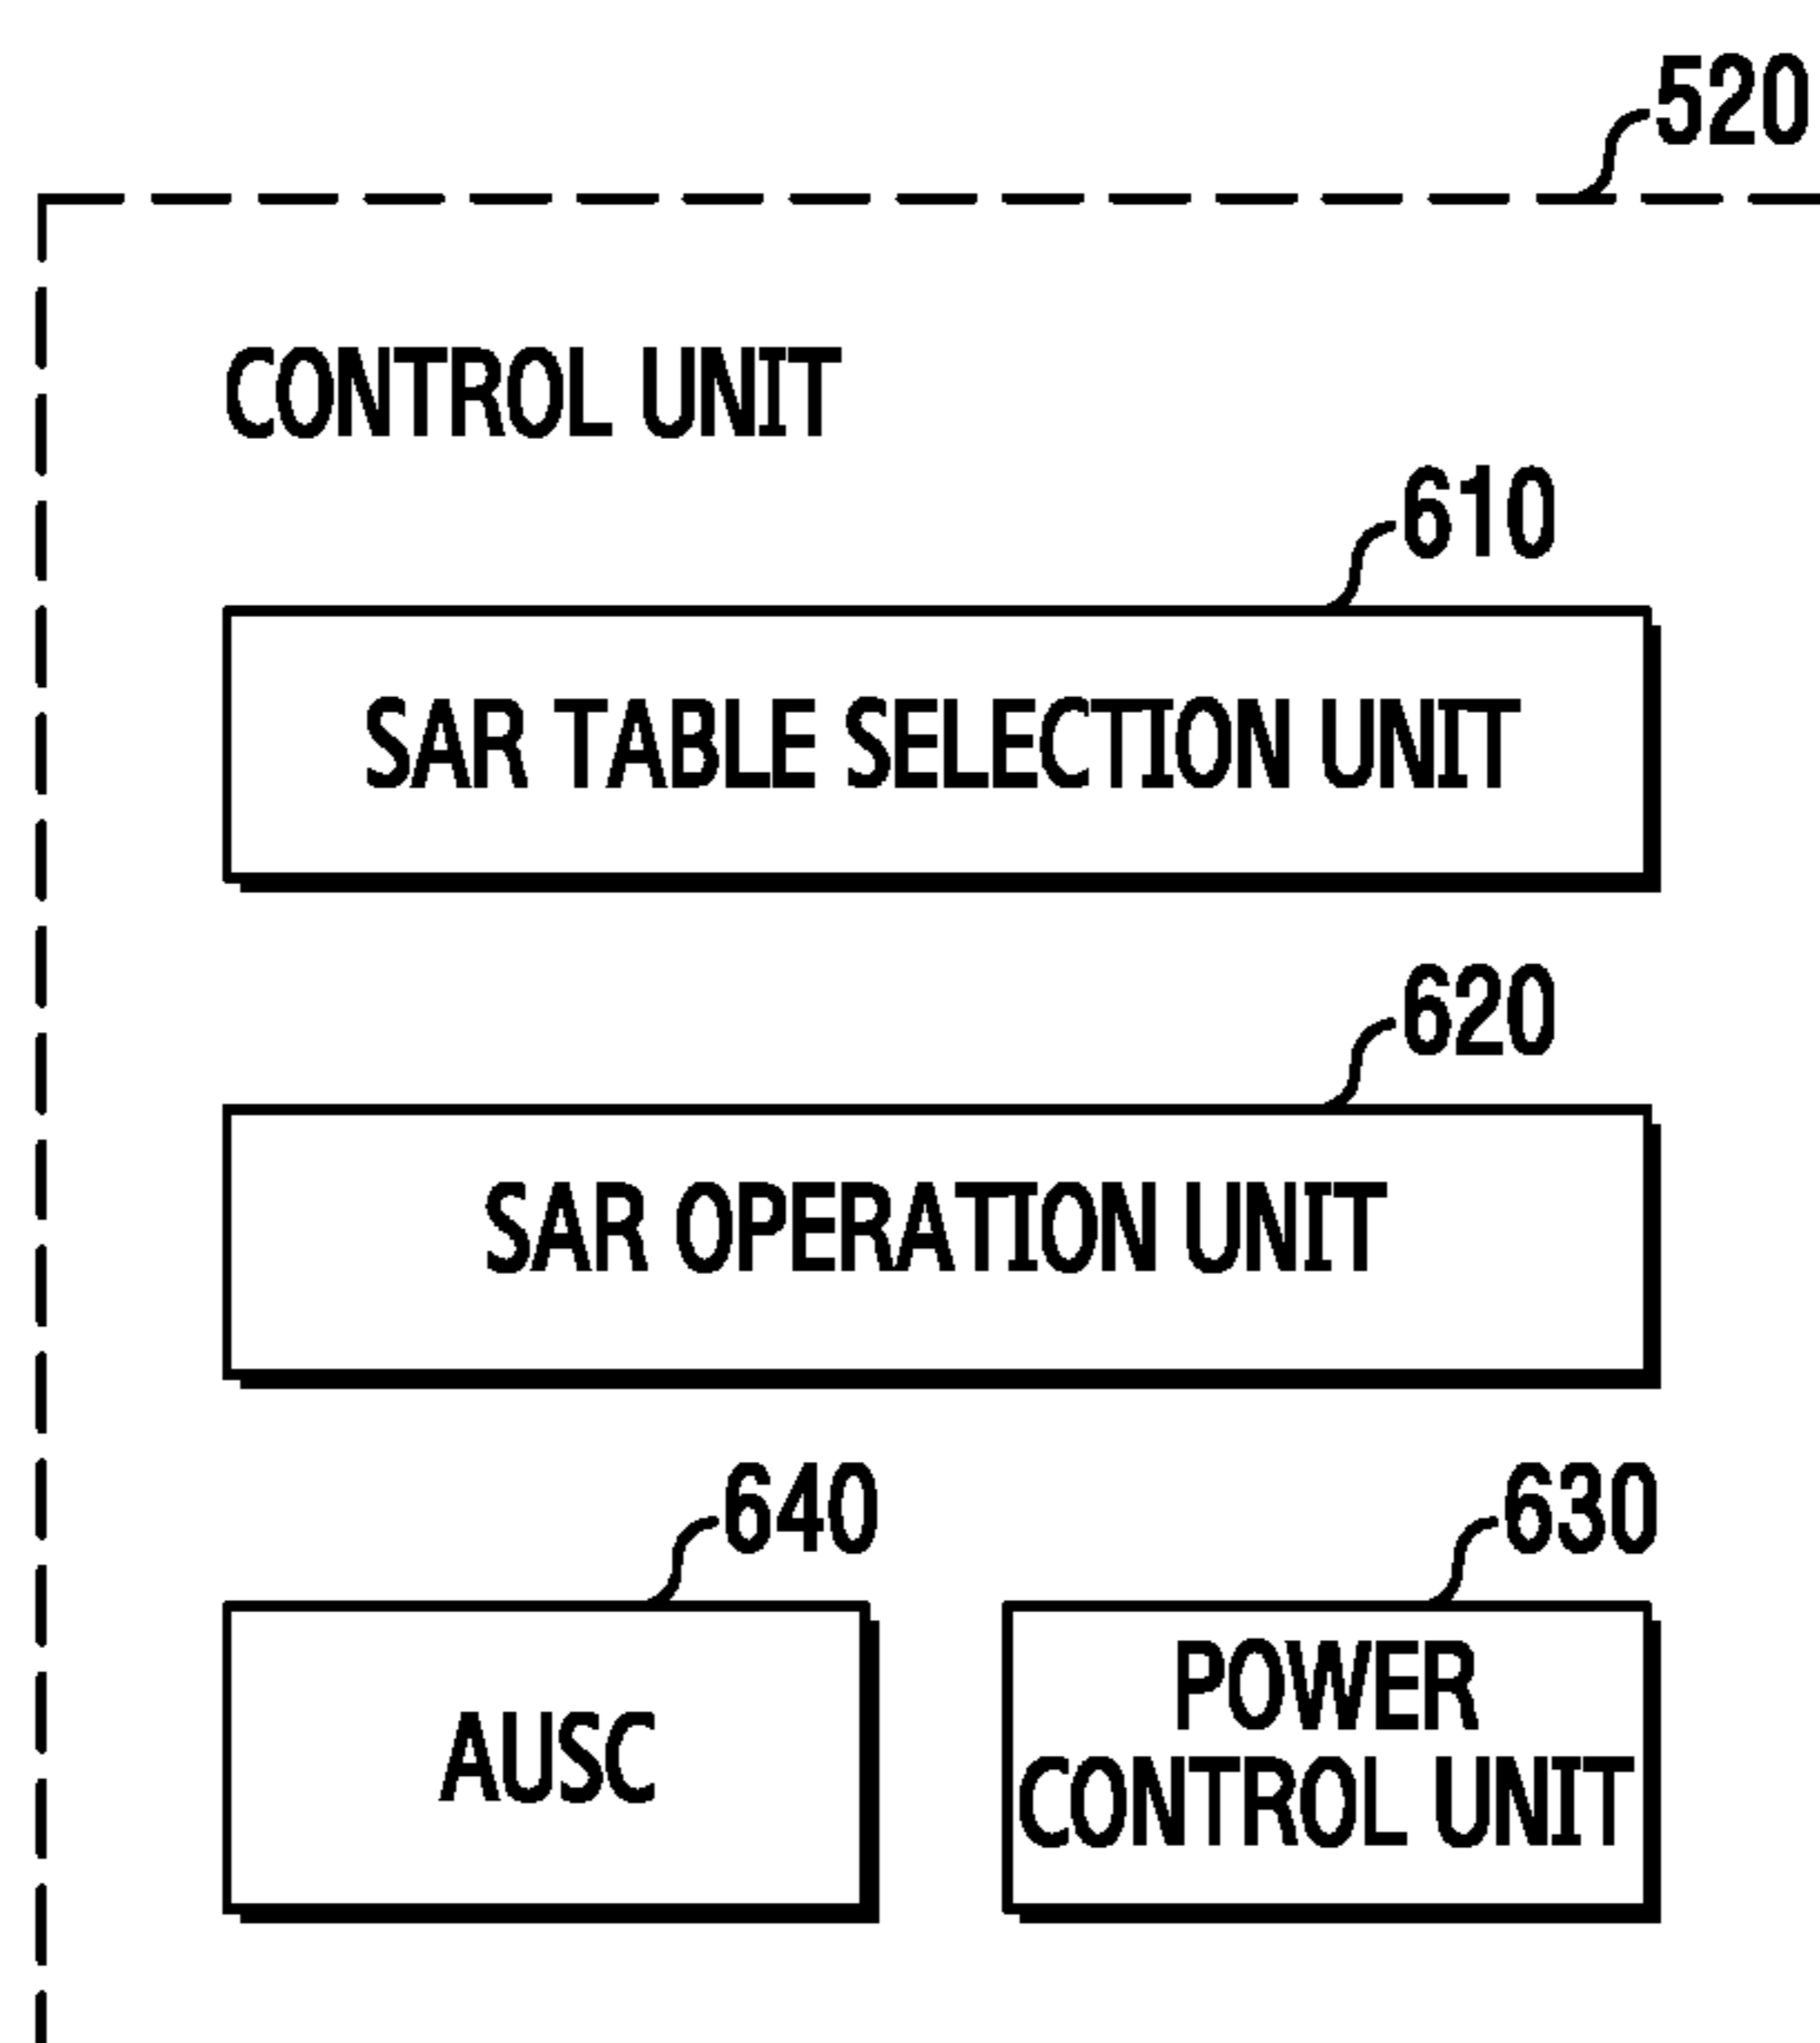 520
CONTROL UNIT
610
SAR TABLE SELECTION UNIT
620
SAR OPERATION UNIT
640
AUSC
630
POWER
CONTROL UNIT